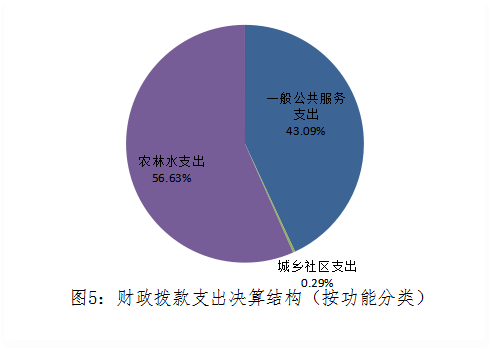 一般公共服务
支出
43.09%
农林水支出
56.63%
城乡社区支出
0.29%
图5：财政拨款支出决算结构（按功能分类）